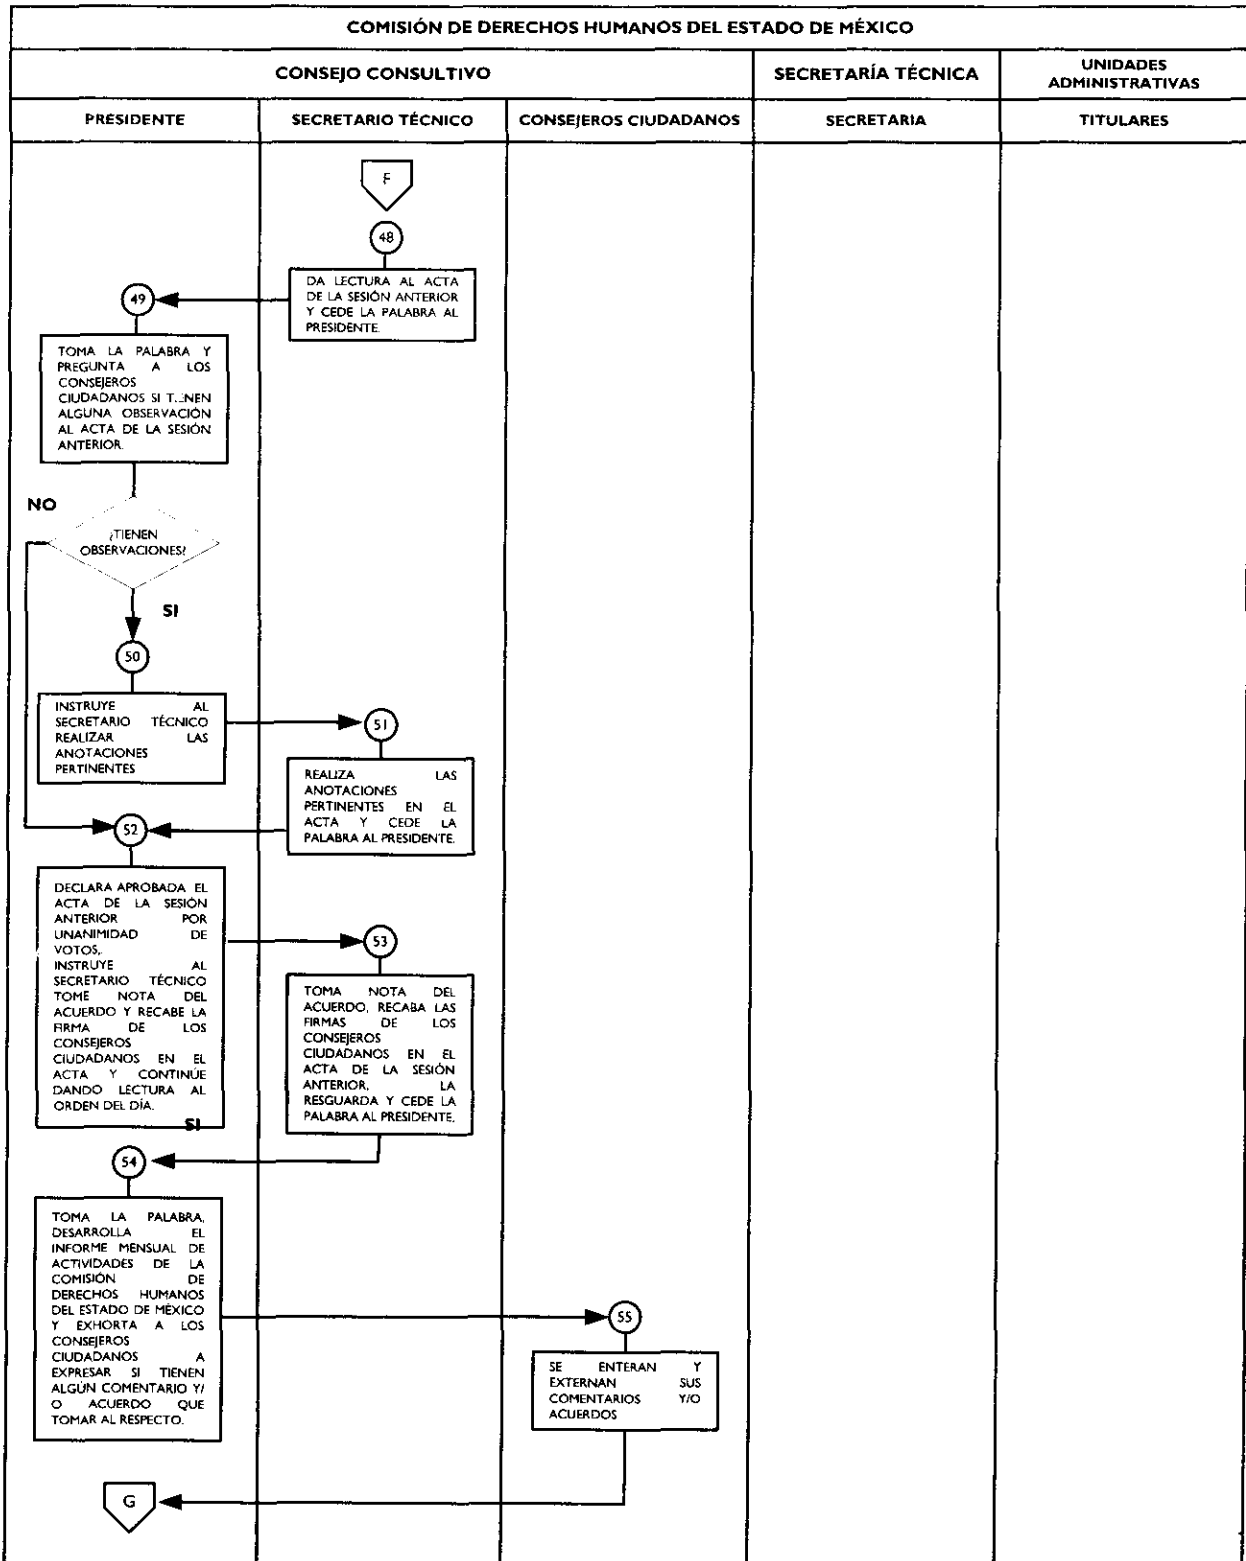 COMISIÓN DE DERECHOS HUMANOS DEL ESTADO DE MÉXICO
CONSEJO CONSULTIVO
SECRETARÍA TÉCNICA
UNIDADES
ADMINISTRATIVAS
PRESIDENTE
SECRETARIO TÉCNICO
CONSEJEROS CIUDADANOS
SECRETARIA
TITULARES
F
48
DA LECTURA AL ACTA
DE LA SESIÓN ANTERIOR
Y CEDE LA PALABRA AL
PRESIDENTE.
49
TOMA LA PALABRA Y
PREGUNTA A LOS
CONSEJEROS
CIUDADANOS SI T..NEN
ALGUNA OBSERVACIÓN
AL ACTA DE LA SESIÓN
ANTERIOR.
NO
¿TIENEN
OBSERVACIONES?
SI
50
INSTRUYE AL
SECRETARIO TÉCNICO
REALIZAR LAS
ANOTACIONES
PERTINENTES
51
REALIZA LAS
ANOTACIONES
PERTINENTES EN EL
ACTA Y CEDE LA
PALABRA AL PRESIDENTE.
52
DECLARA APROBADA EL
ACTA DE LA SESIÓN
ANTERIOR POR
UNANIMIDAD DE
VOTOS,
INSTRUYE AL
SECRETARIO TÉCNICO
TOME NOTA DEL
ACUERDO Y RECABE LA
FIRMA DE LOS
CONSEJEROS
CIUDADANOS EN EL
ACTA Y CONTINÚE
DANDO LECTURA AL
ORDEN DEL DÍA.
SI
53
TOMA NOTA DEL
ACUERDO, RECABA LAS
FIRMAS DE LOS
CONSEJEROS
CIUDADANOS EN EL
ACTA DE LA SESIÓN
ANTERIOR, LA
RESGUARDA Y CEDE LA
PALABRA AL PRESIDENTE.
54
TOMA LA PALABRA,
DESARROLLA EL
INFORME MENSUAL DE
ACTIVIDADES DE LA
COMISIÓN DE
DERECHOS HUMANOS
DEL ESTADO DE MÉXICO
Y EXHORTA A LOS
CONSEJEROS
CIUDADANOS A
EXPRESAR SI TIENEN
ALGÚN COMENTARIO Y/
O ACUERDO QUE
TOMAR AL RESPECTO.
55
SE ENTERAN Y
EXTERNAN SUS
COMENTARIOS Y/O
ACUERDOS
G